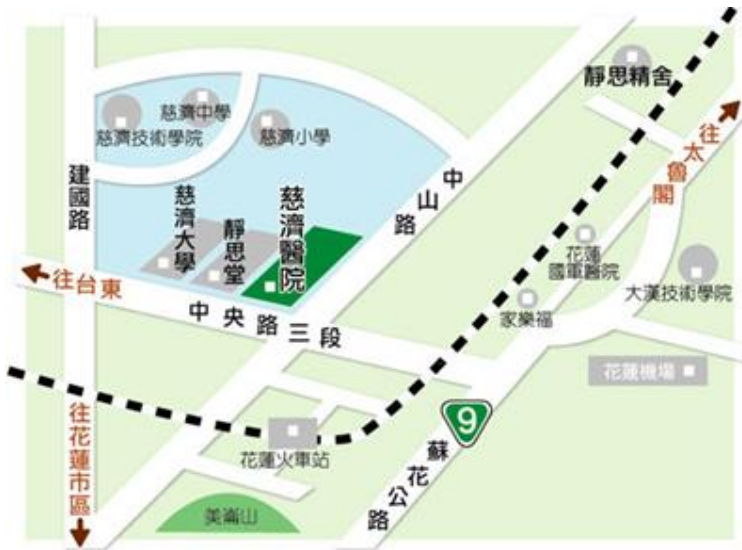 靜思精舍
慈濟中學
慈濟技術學院
慈濟小學
往太魯閣
中山路
建國路
慈濟大學
靜思堂
慈濟醫院
花蓮
國軍醫院
大漢技術學院
往台東
家樂福
中央路三段
花蓮機場
往花蓮市區
9
蘇花公路
花蓮火車站
美崙山